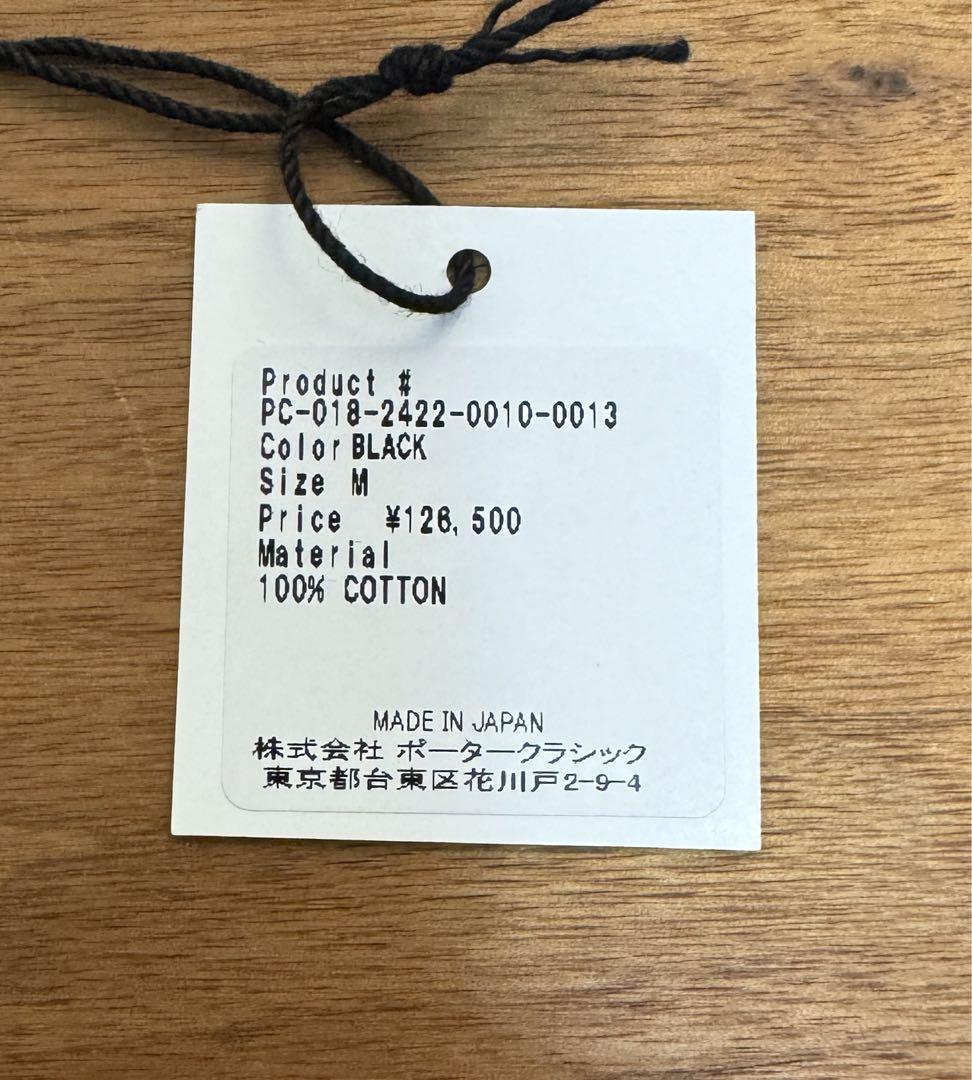 Product #
PC-018-2422-0010-0013
Color BLACK
Size M
Price ¥126,500
Material
100% COTTON
MADE IN JAPAN
株式会社 ポータークラシック
東京都台東区花川戸2-9-4